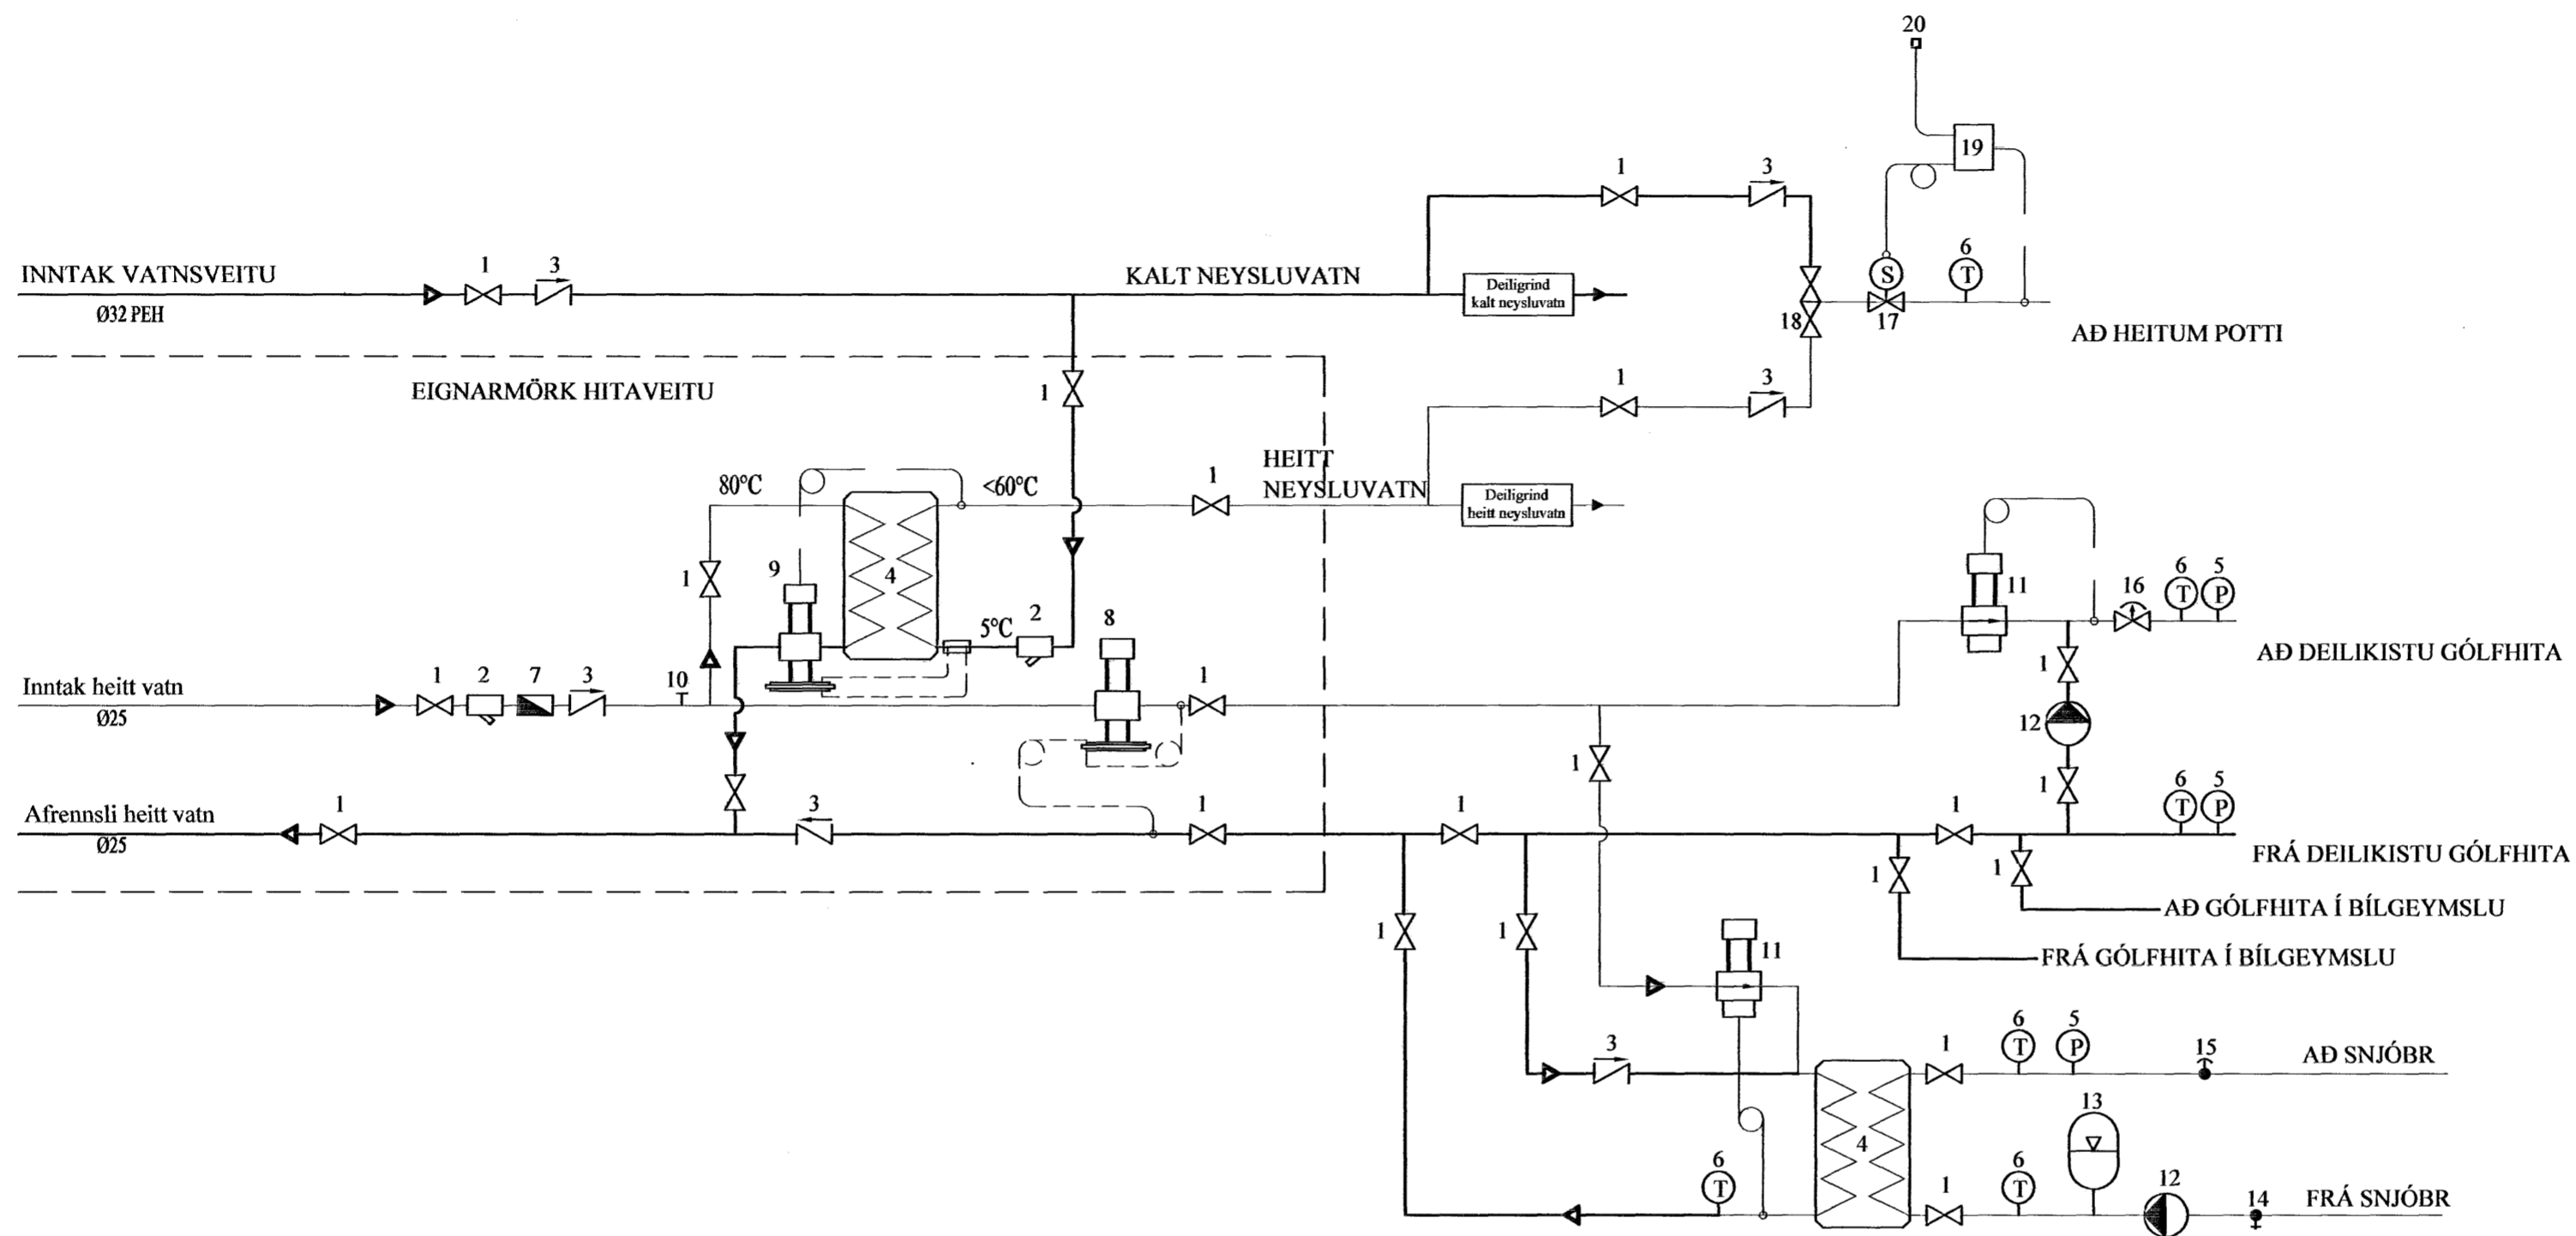 20
19
1
3
1
3
6
INNTAK VATNSVEITU
KALT NEYSLUVATN
Deiligrind
kalt neysluvatn
S
T
Ø32 PEH
18
17
AÐ HEITUM POTTI
EIGNARMÖRK HITAVEITU
1
1
3
HEITT
NEYSLUVATN
80°C
<60°C
1
Deiligrind
heitt neysluvatn
9
1
4
5°C
2
8
11
16
6
5
T
P
1
AÐ DEILIKISTU GÓLFHITA
Inntak heitt vatn
Ø25
1
2
7
3
10
1
12
1
1
6
5
T
P
Afrennsli heitt vatn
Ø25
1
3
1
1
1
FRÁ DEILIKISTU GÓLFHITA
1
1
AÐ GÓLFHITA Í BÍLGEYMSLU
1
1
11
FRÁ GÓLFHITA Í BÍLGEYMSLU
3
1
6
5
T
P
15
AÐ SNJÓBR
4
13
6
T
1
6
T
12
14
FRÁ SNJÓBR